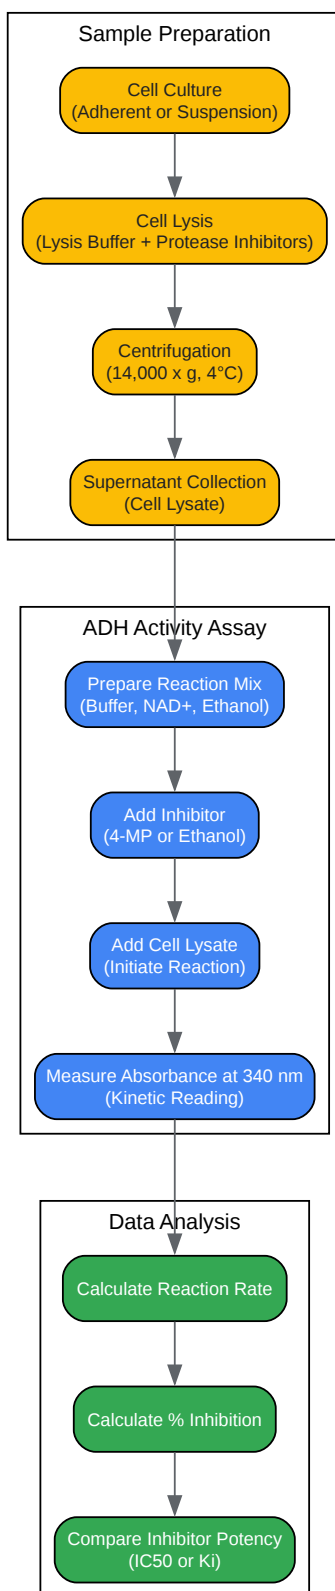 Sample Preparation
Cell Culture
(Adherent or Suspension)
Cell Lysis
(Lysis Buffer + Protease Inhibitors)
Centrifugation
(14,000 x g, 4°C)
Supernatant Collection
(Cell Lysate)
ADH Activity Assay
Prepare Reaction Mix
(Buffer, NAD+, Ethanol)
Add Inhibitor
(4-MP or Ethanol)
Add Cell Lysate
(Initiate Reaction)
Measure Absorbance at 340 nm
(Kinetic Reading)
Data Analysis
Calculate Reaction Rate
Calculate % Inhibition
Compare Inhibitor Potency
(IC50 or Ki)